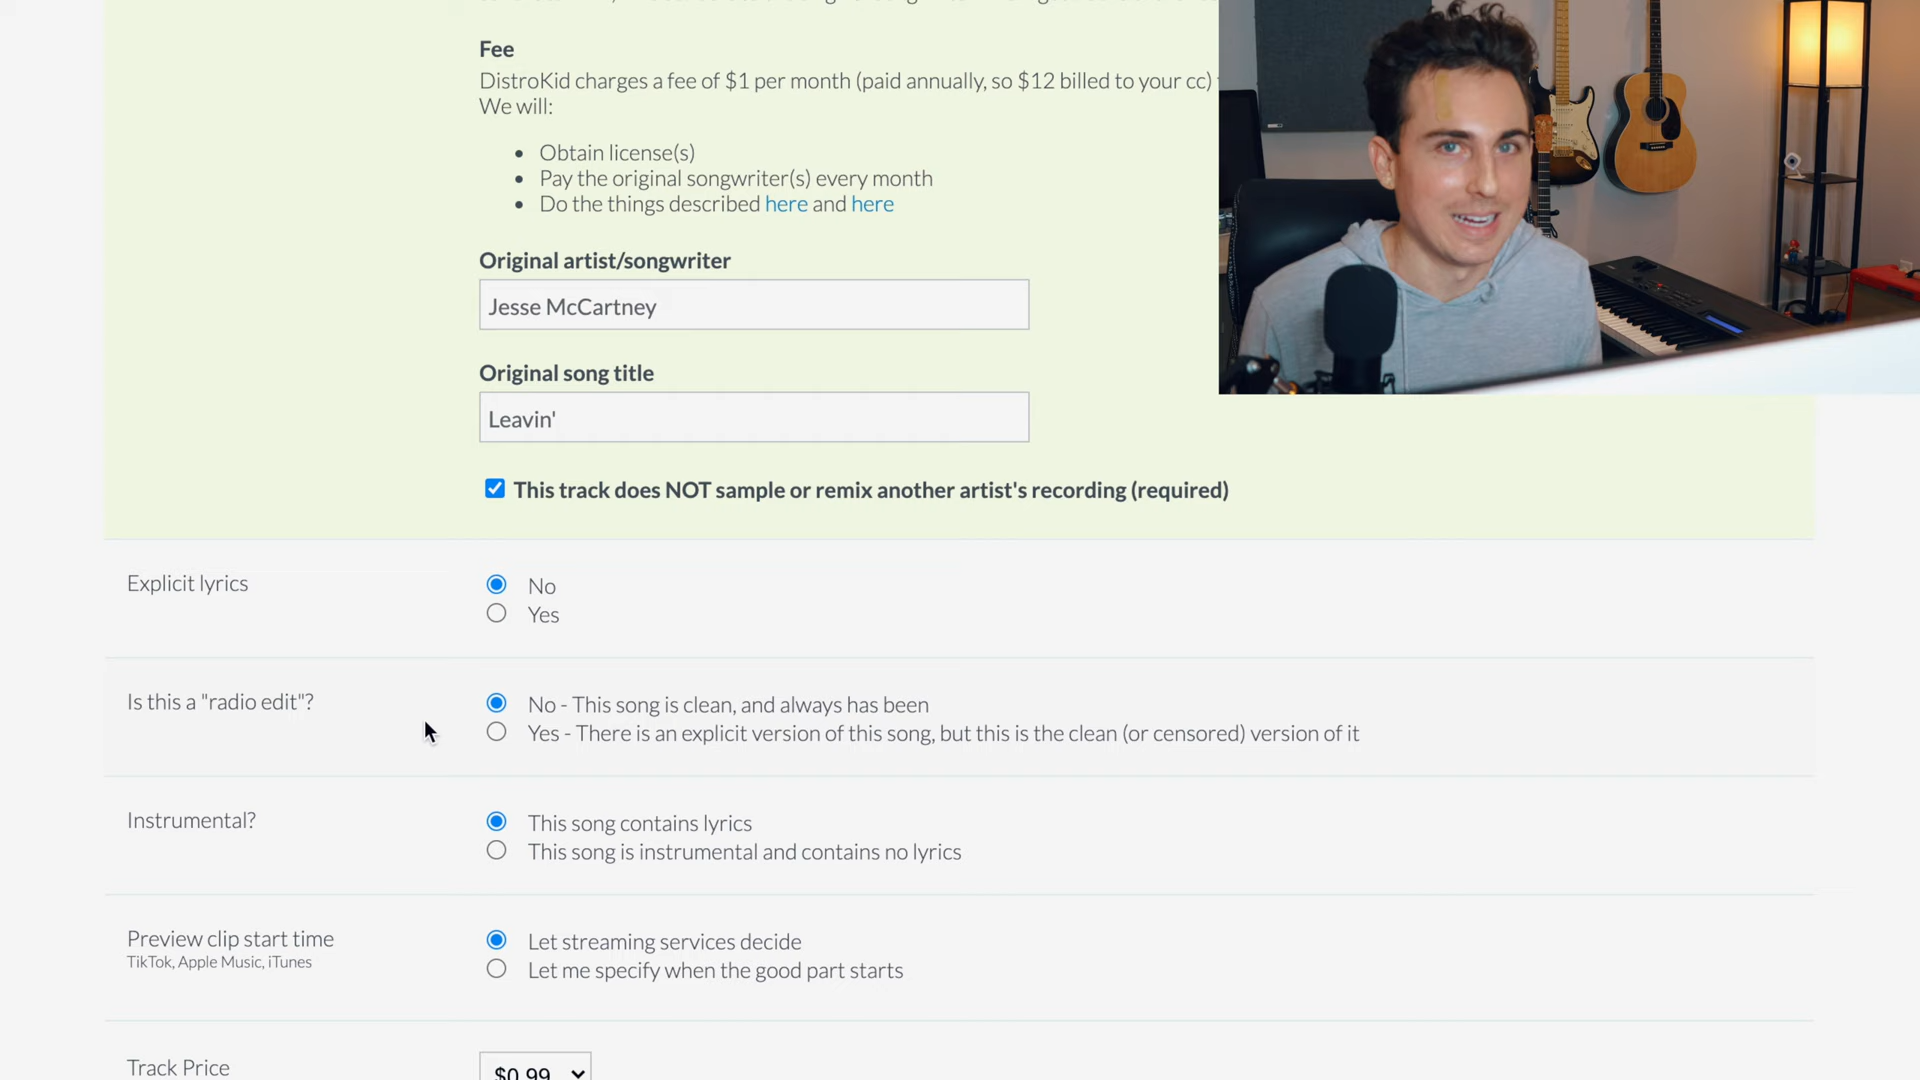 Fee
DistroKid charges a fee of $1 per month (paid annually, so $12 billed to your cc)
We will:
Obtain license(s)
Pay the original songwriter(s) every month
Do the things described here and here
Original artist/songwriter
Jesse McCartney
Original song title
Leavin'
This track does NOT sample or remix another artist's recording (required)
Explicit lyrics
No
Yes
Is this a "radio edit"?
No - This song is clean, and always has been
Yes - There is an explicit version of this song, but this is the clean (or censored) version of it
Instrumental?
This song contains lyrics
This song is instrumental and contains no lyrics
Preview clip start time
TikTok, Apple Music, iTunes
Let streaming services decide
Let me specify when the good part starts
Track Price
$0.99